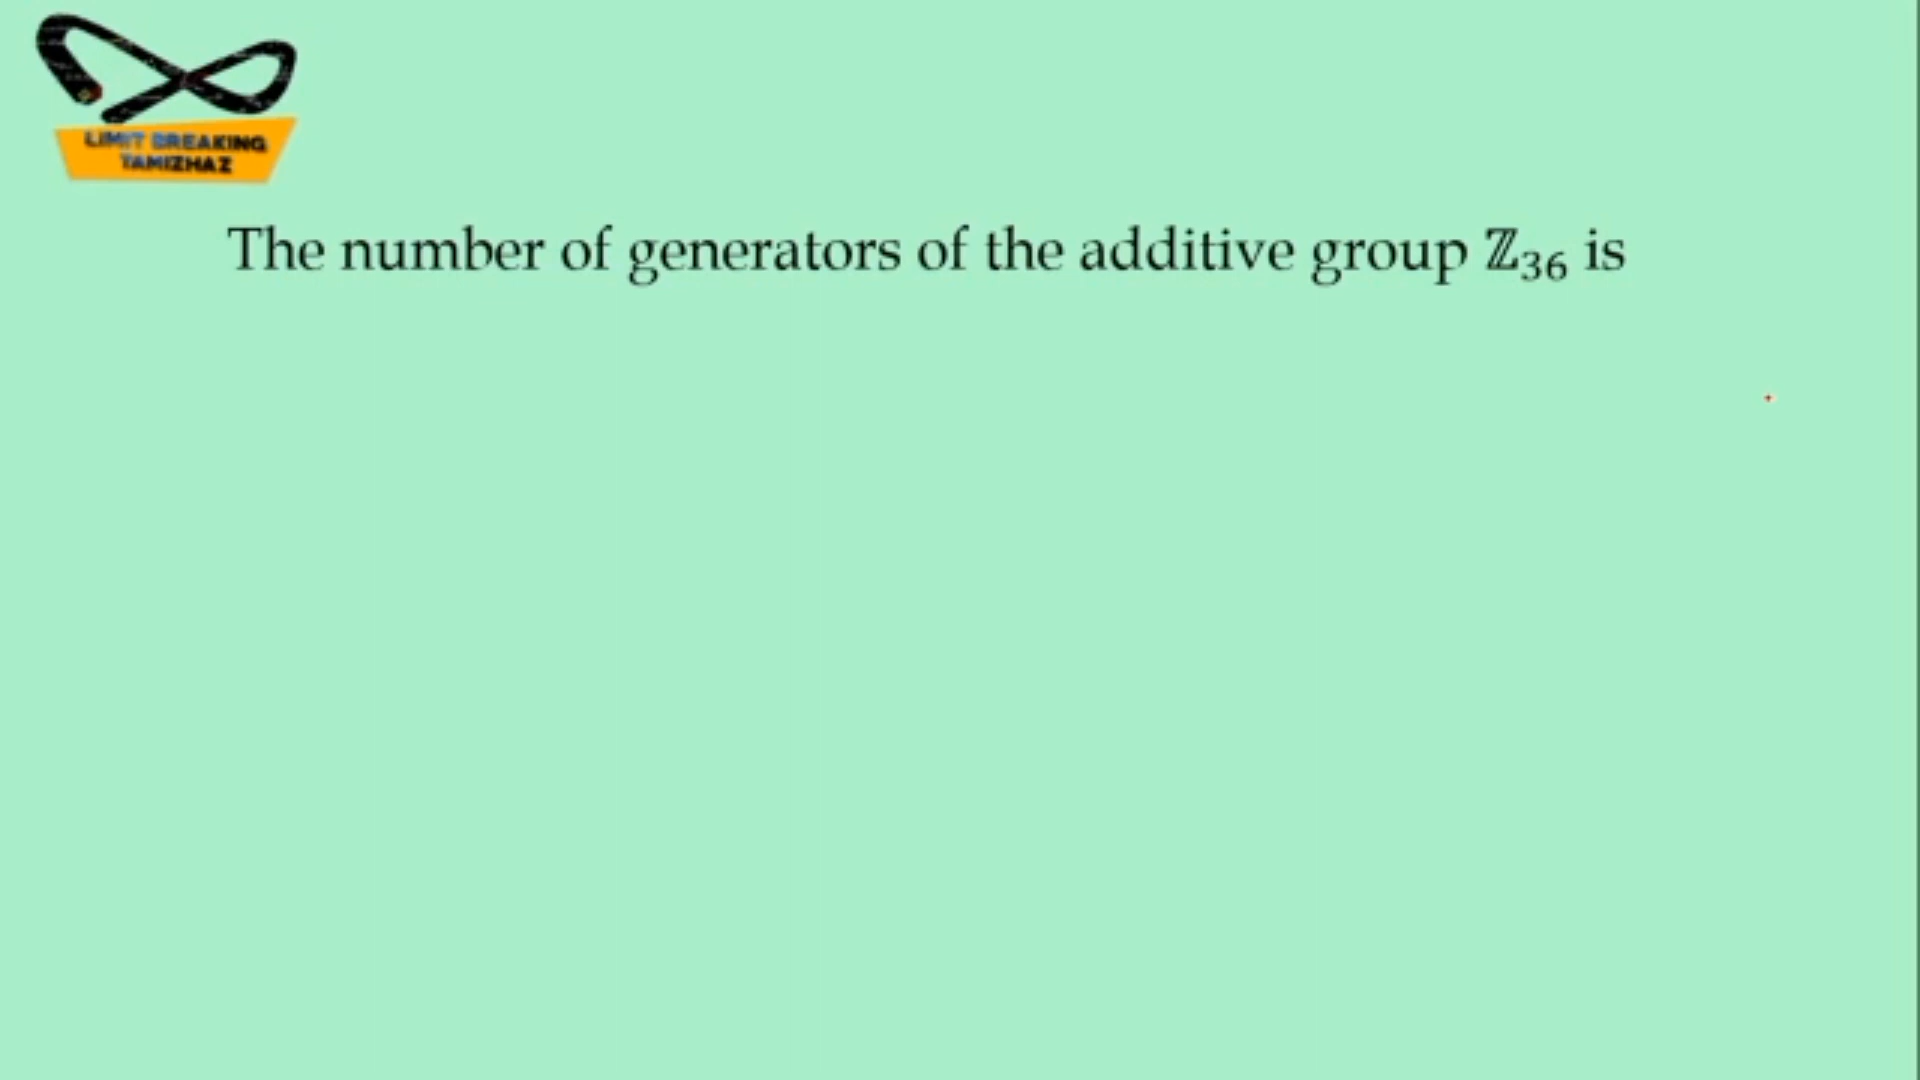 LIMIT BREAKING
TAMIZHAZ
The number of generators of the additive group ℤ₃₆ is